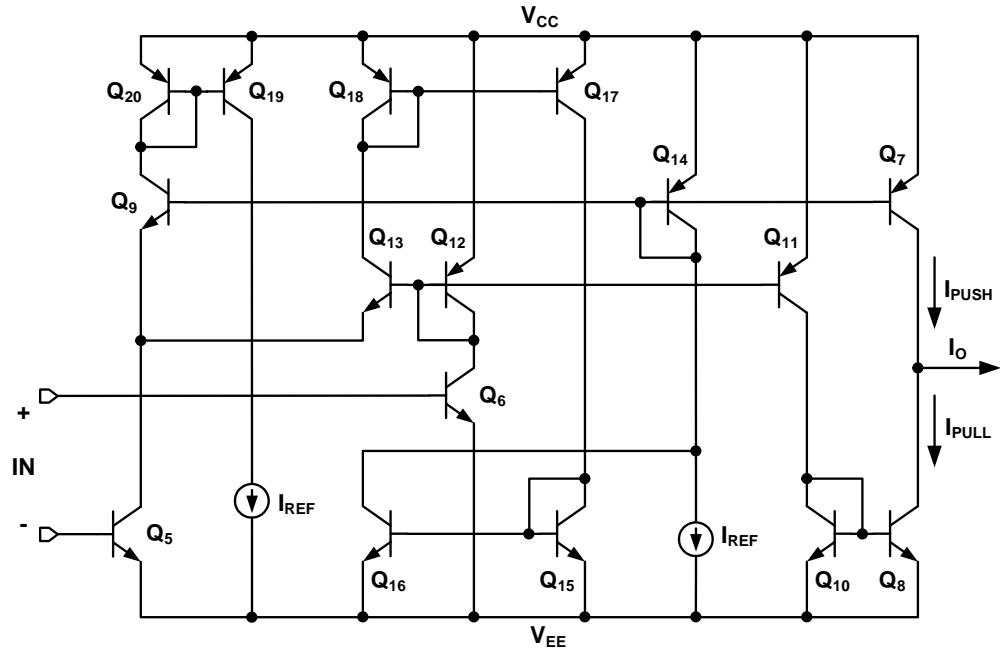 V_CC
Q_20 Q_19 Q_18 Q_17
Q_14 Q_7
Q_9
Q_13 Q_12 Q_11
I_PUSH
I_O
+ Q_6
I_PULL
IN
I_REF I_REF
- Q_5
Q_16 Q_15 Q_10 Q_8
V_EE